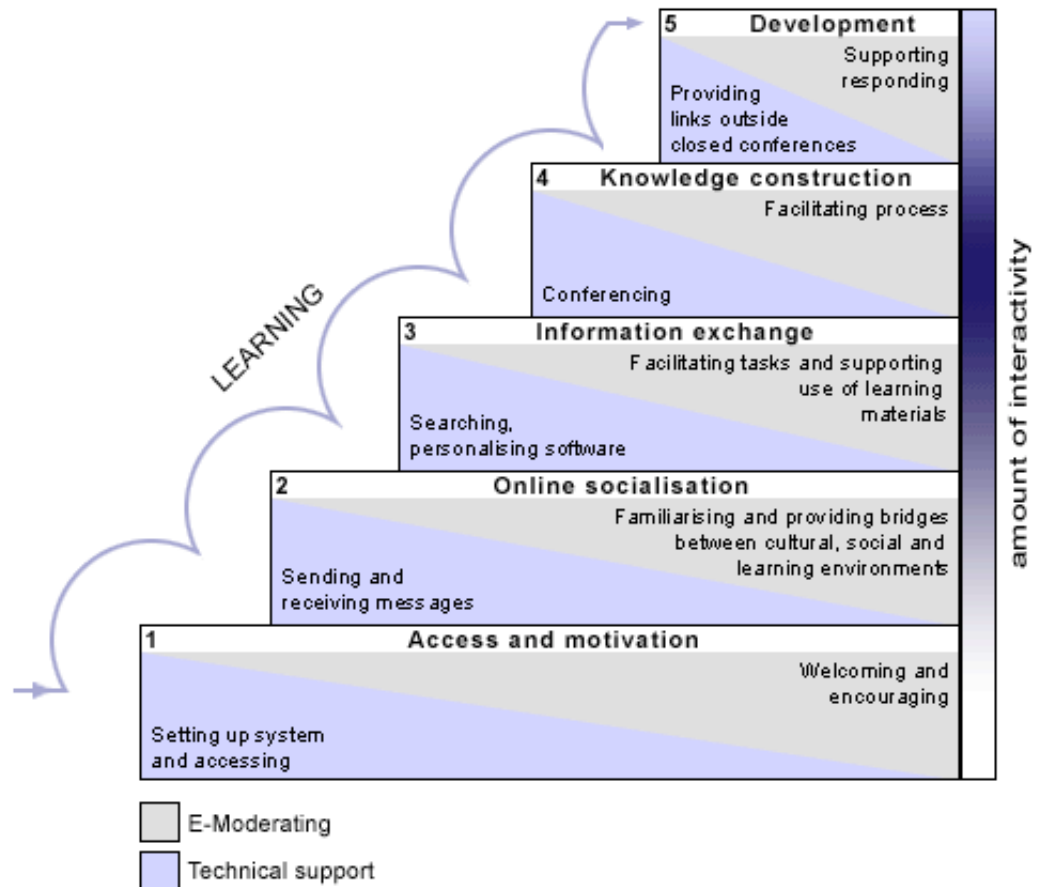 5 Development
Supporting
responding
Providing
links outside
closed conferences
4 Knowledge construction
Facilitating process
Conferencing
3 Information exchange
Facilitating tasks and supporting
use of learning
materials
Searching,
personalising software
2 Online socialisation
Familiarising and providing bridges
between cultural, social and
learning environments
Sending and
receiving messages
1 Access and motivation
Welcoming and
encouraging
Setting up system
and accessing
LEARNING
amount of interactivity
E-Moderating
Technical support